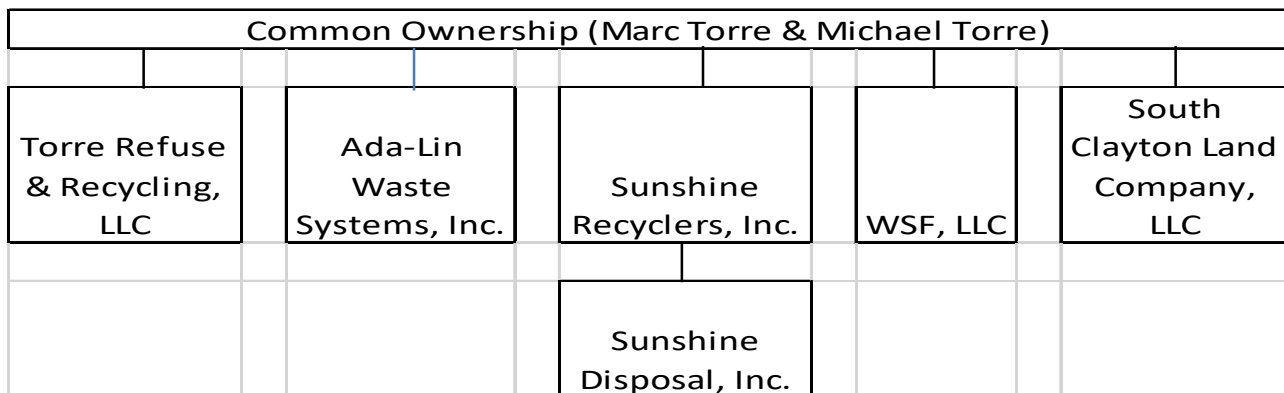 Common Ownership (Marc Torre & Michael Torre)
Torre Refuse
& Recycling,
LLC
Ada-Lin
Waste
Systems, Inc.
Sunshine
Recyclers, Inc.
WSF, LLC
South
Clayton Land
Company,
LLC
Sunshine
Disposal, Inc.